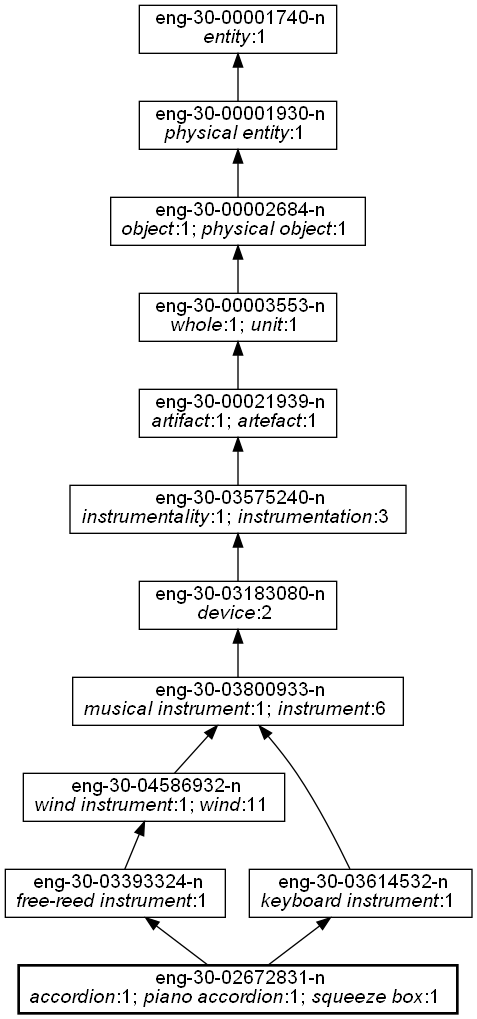 eng-30-00001740-n
entity:1
eng-30-00001930-n
physical entity:1
eng-30-00002684-n
object:1; physical object:1
eng-30-00003553-n
whole:1; unit:1
eng-30-00021939-n
artifact:1; artefact:1
eng-30-03575240-n
instrumentality:1; instrumentation:3
eng-30-03183080-n
device:2
eng-30-03800933-n
musical instrument:1; instrument:6
eng-30-04586932-n
wind instrument:1; wind:11
eng-30-03393324-n
free-reed instrument:1
eng-30-03614532-n
keyboard instrument:1
eng-30-02672831-n
accordion:1; piano accordion:1; squeeze box:1